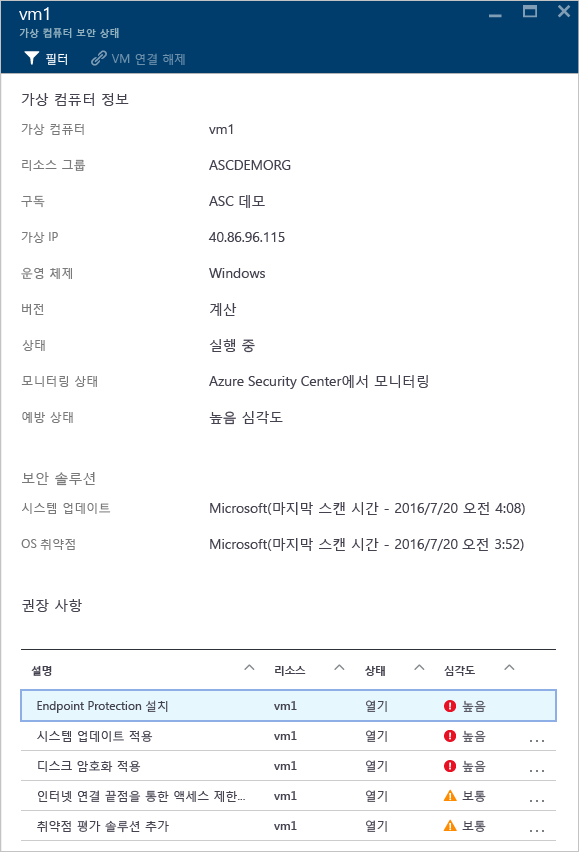 vm1
가상 컴퓨터 보안 상태
필터 VM 연결 해제
가상 컴퓨터 정보
가상 컴퓨터 vm1
리소스 그룹 ASCDEMORG
구독 ASC 데모
가상 IP 40.86.96.115
운영 체제 Windows
버전 계산
상태 실행 중
모니터링 상태 Azure Security Center에서 모니터링
예방 상태 높음 심각도
보안 솔루션
시스템 업데이트 Microsoft(마지막 스캔 시간 - 2016/7/20 오전 4:08)
OS 취약점 Microsoft(마지막 스캔 시간 - 2016/7/20 오전 3:52)
권장 사항
설명 리소스 상태 심각도
Endpoint Protection 설치 vm1 열기 높음
시스템 업데이트 적용 vm1 열기 높음 ...
디스크 암호화 적용 vm1 열기 높음 ...
인터넷 연결 끝점을 통한 액세스 제한... vm1 열기 보통 ...
취약점 평가 솔루션 추가 vm1 열기 보통 ...